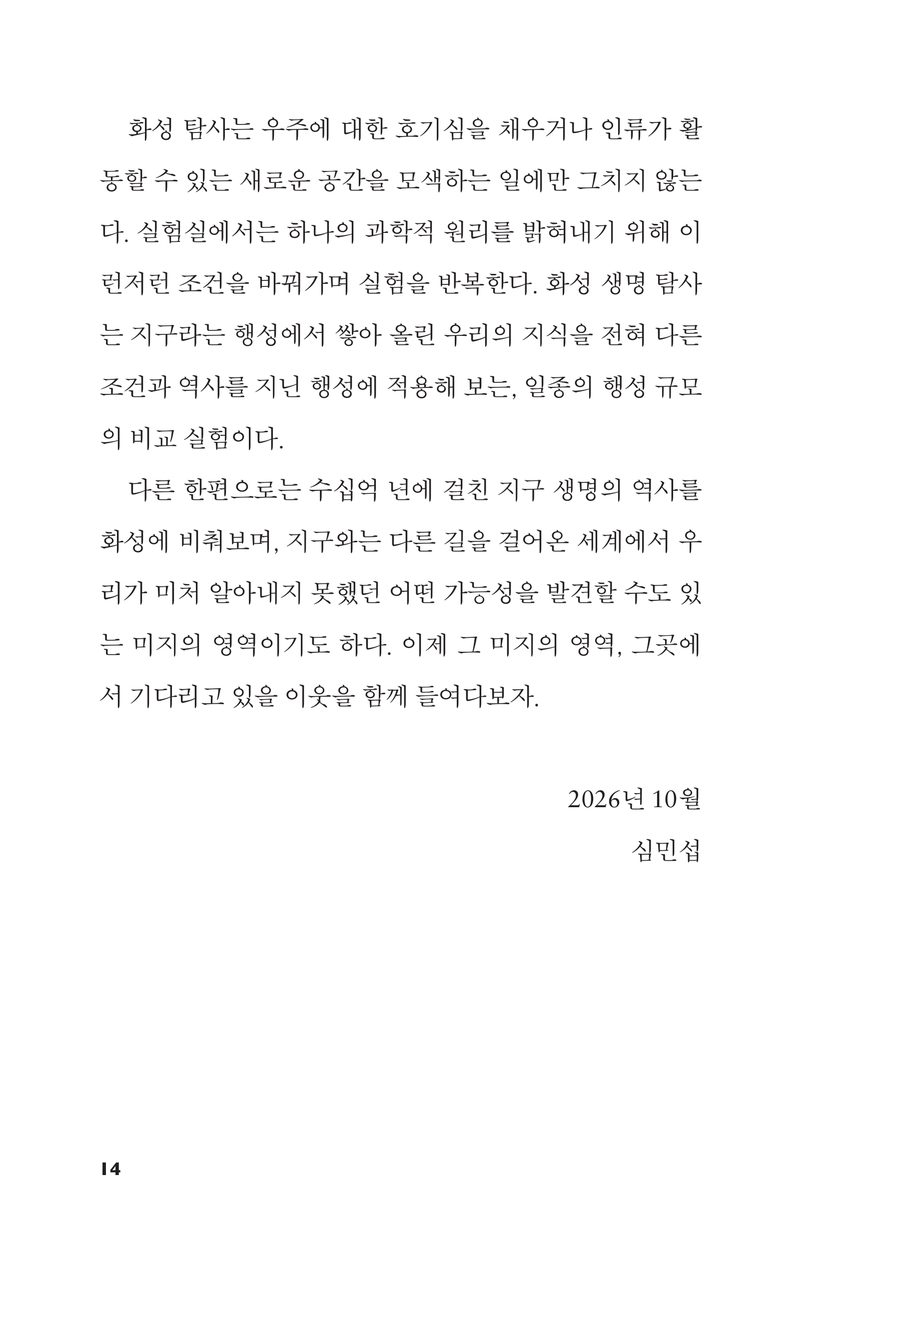 화성 탐사는 우주에 대한 호기심을 채우거나 인류가 활
동할 수 있는 새로운 공간을 모색하는 일에만 그치지 않는
다. 실험실에서는 하나의 과학적 원리를 밝혀내기 위해 이
런저런 조건을 바꿔가며 실험을 반복한다. 화성 생명 탐사
는 지구라는 행성에서 쌓아 올린 우리의 지식을 전혀 다른
조건과 역사를 지닌 행성에 적용해 보는, 일종의 행성 규모
의 비교 실험이다.
다른 한편으로는 수십억 년에 걸친 지구 생명의 역사를
화성에 비춰보며, 지구와는 다른 길을 걸어온 세계에서 우
리가 미처 알아내지 못했던 어떤 가능성을 발견할 수도 있
는 미지의 영역이기도 하다. 이제 그 미지의 영역, 그곳에
서 기다리고 있을 이웃을 함께 들여다보자.
2026년 10월
심민섭
14